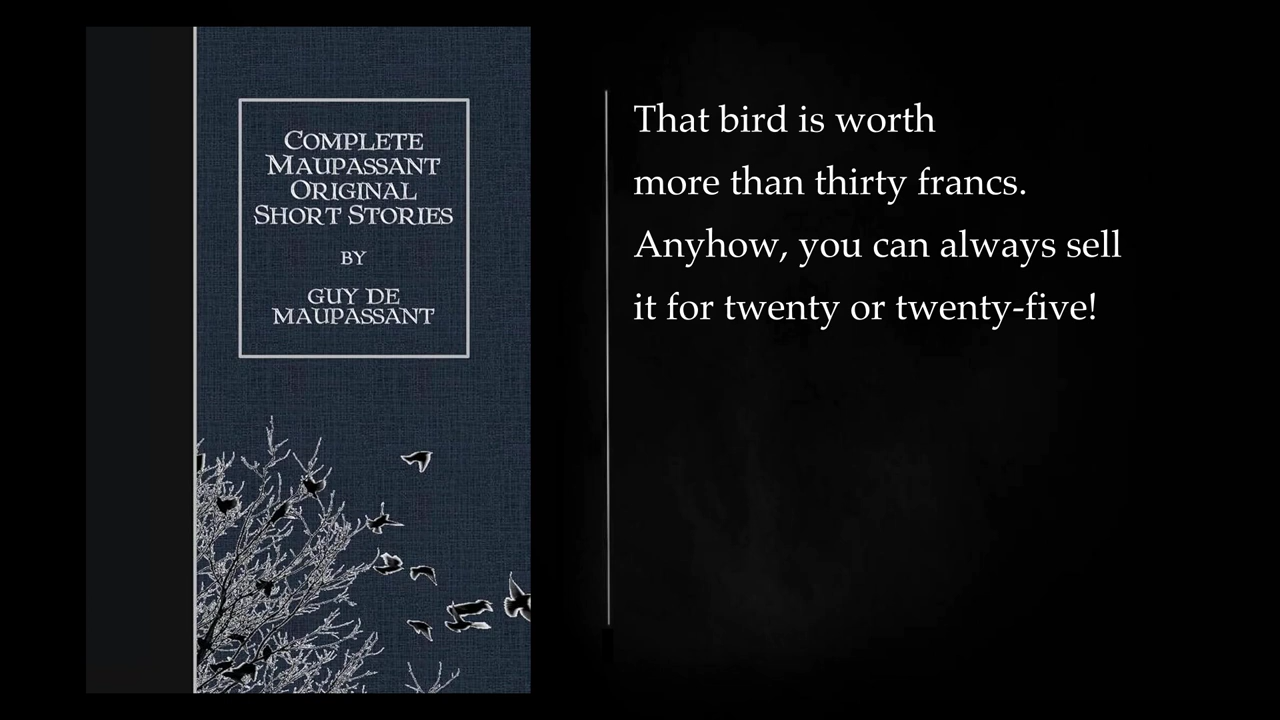 COMPLETE
MAUPASSANT
ORIGINAL
SHORT STORIES
BY
GUY DE
MAUPASSANT
That bird is worth
more than thirty francs.
Anyhow, you can always sell
it for twenty or twenty-five!